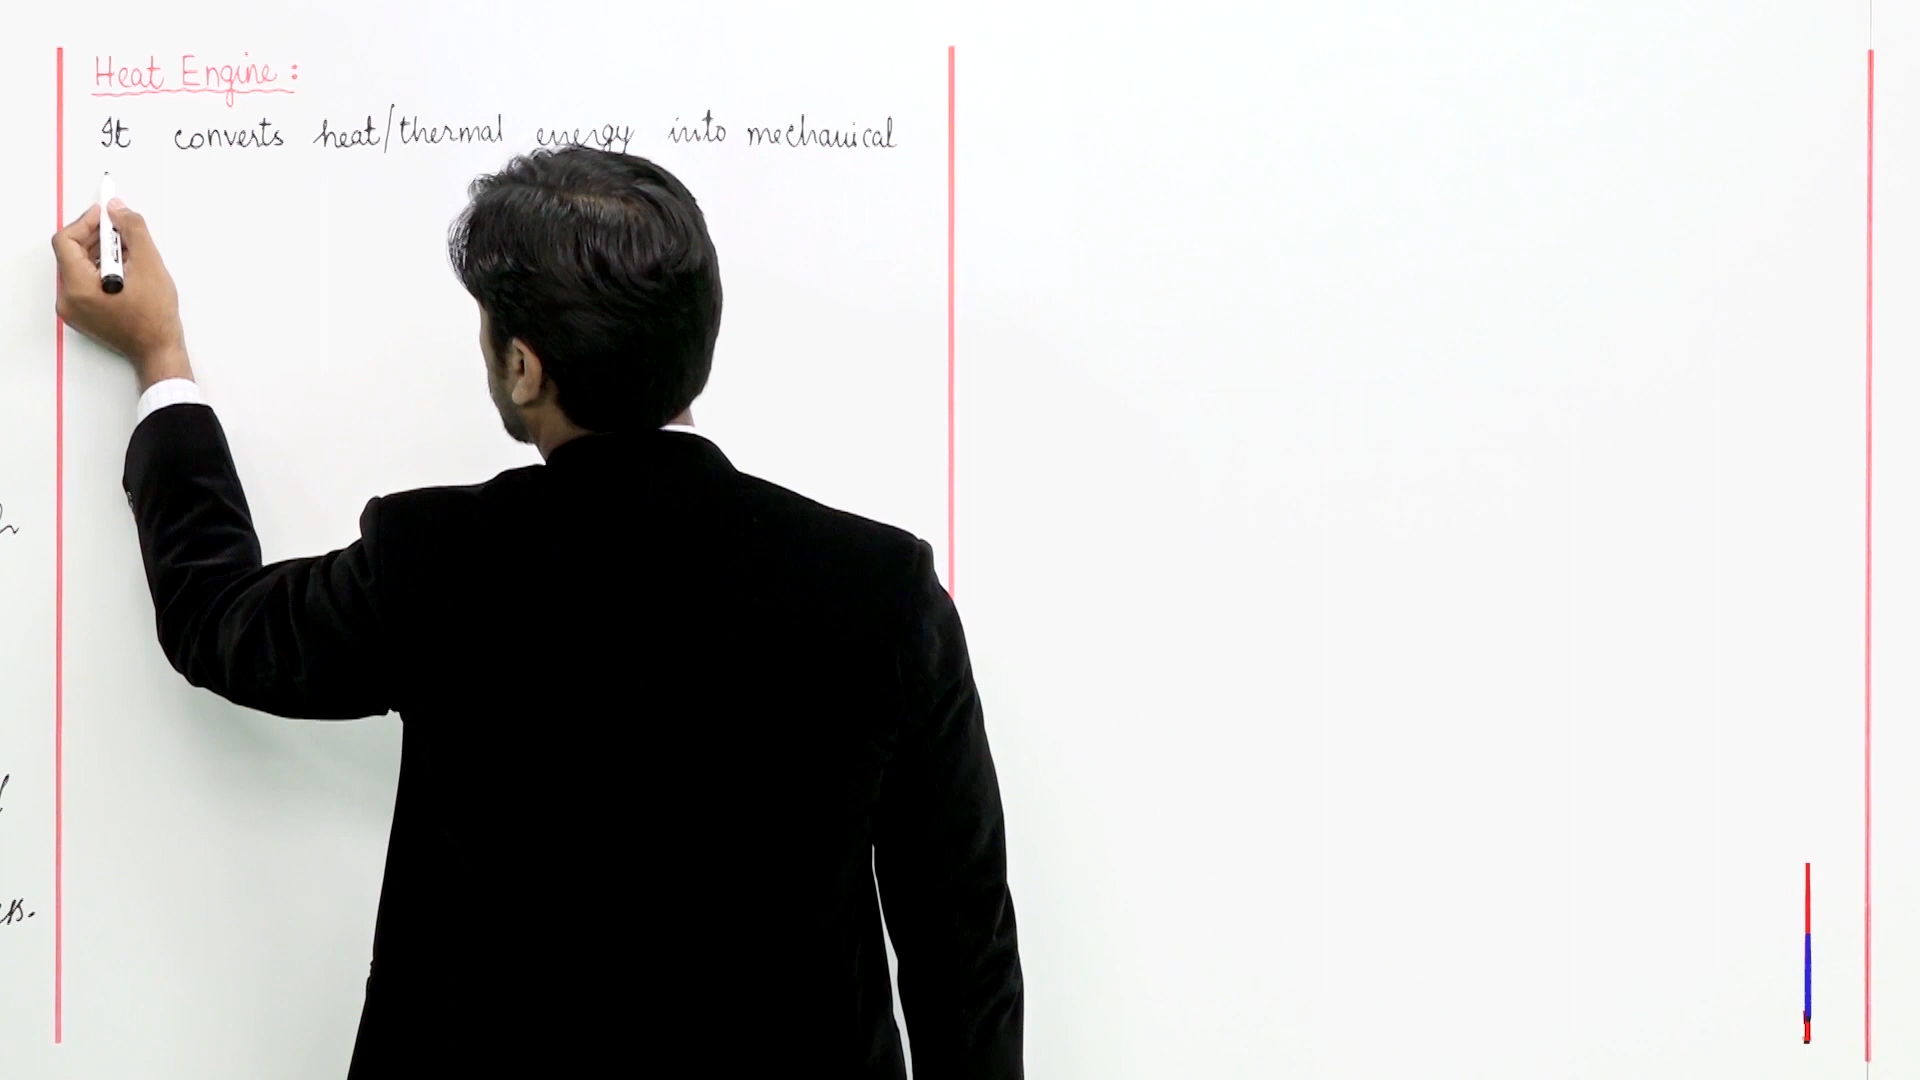 Heat Engine :
It converts heat/thermal energy into mechanical